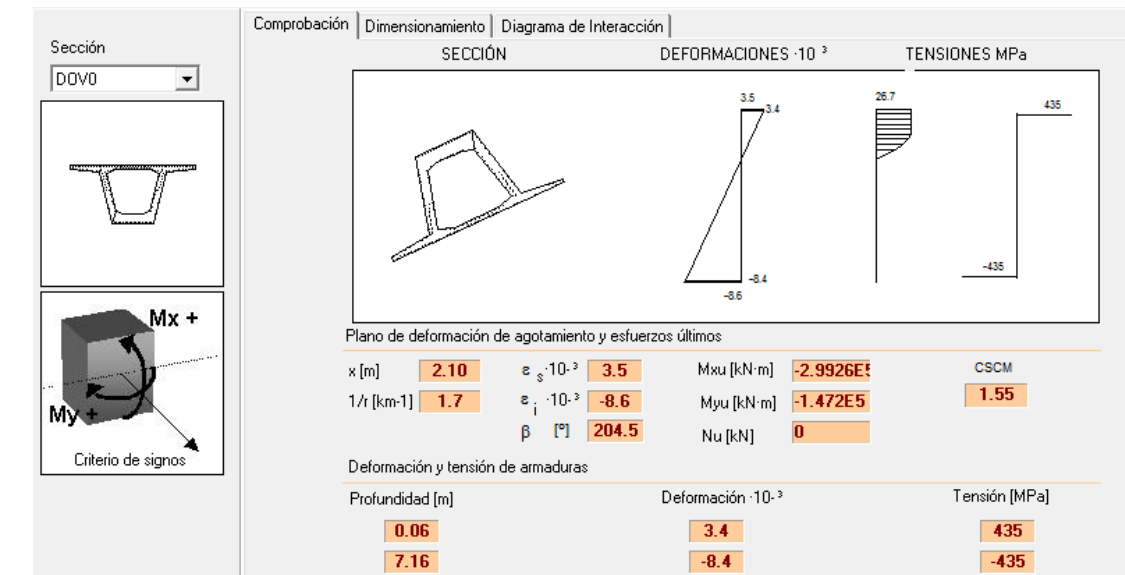 Comprobación Dimensionamiento Diagrama de Interacción
Sección
DOV0
SECCIÓN DEFORMACIONES ·10 ³ TENSIONES MPa
3.5 3.4
-8.4
-8.6
26.7
435
-435
Mx +
My +
Criterio de signos
Plano de deformación de agotamiento y esfuerzos últimos
x [m] 2.10 ε s ·10-³ 3.5 Mxu [kN·m] -2.9926E5 CSCM
1/r [km-1] 1.7 ε i ·10-³ -8.6 Myu [kN·m] -1.472E5 1.55
β [º] 204.5 Nu [kN] 0
Deformación y tensión de armaduras
Profundidad [m] Deformación ·10-³ Tensión [MPa]
0.06 3.4 435
7.16 -8.4 -435